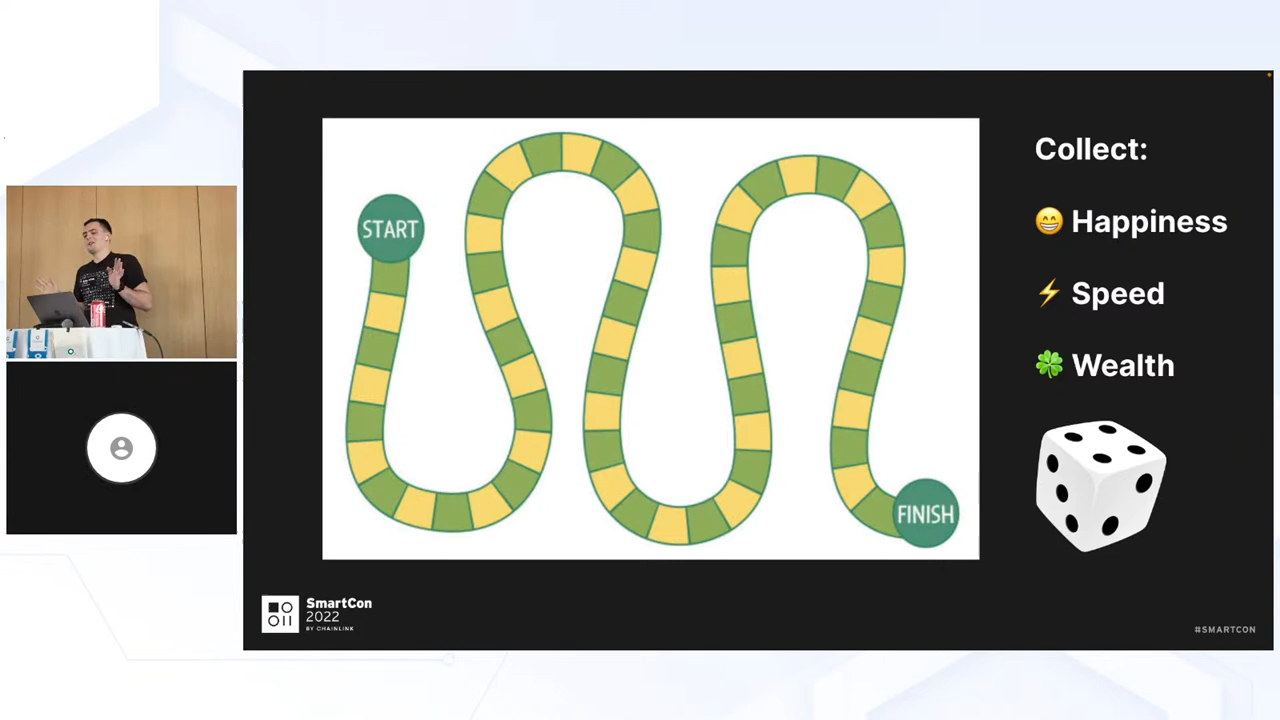 START
FINISH
Collect:
😁 Happiness
⚡ Speed
🍀 Wealth
SmartCon
2022
BY CHAINLINK
#SMARTCON